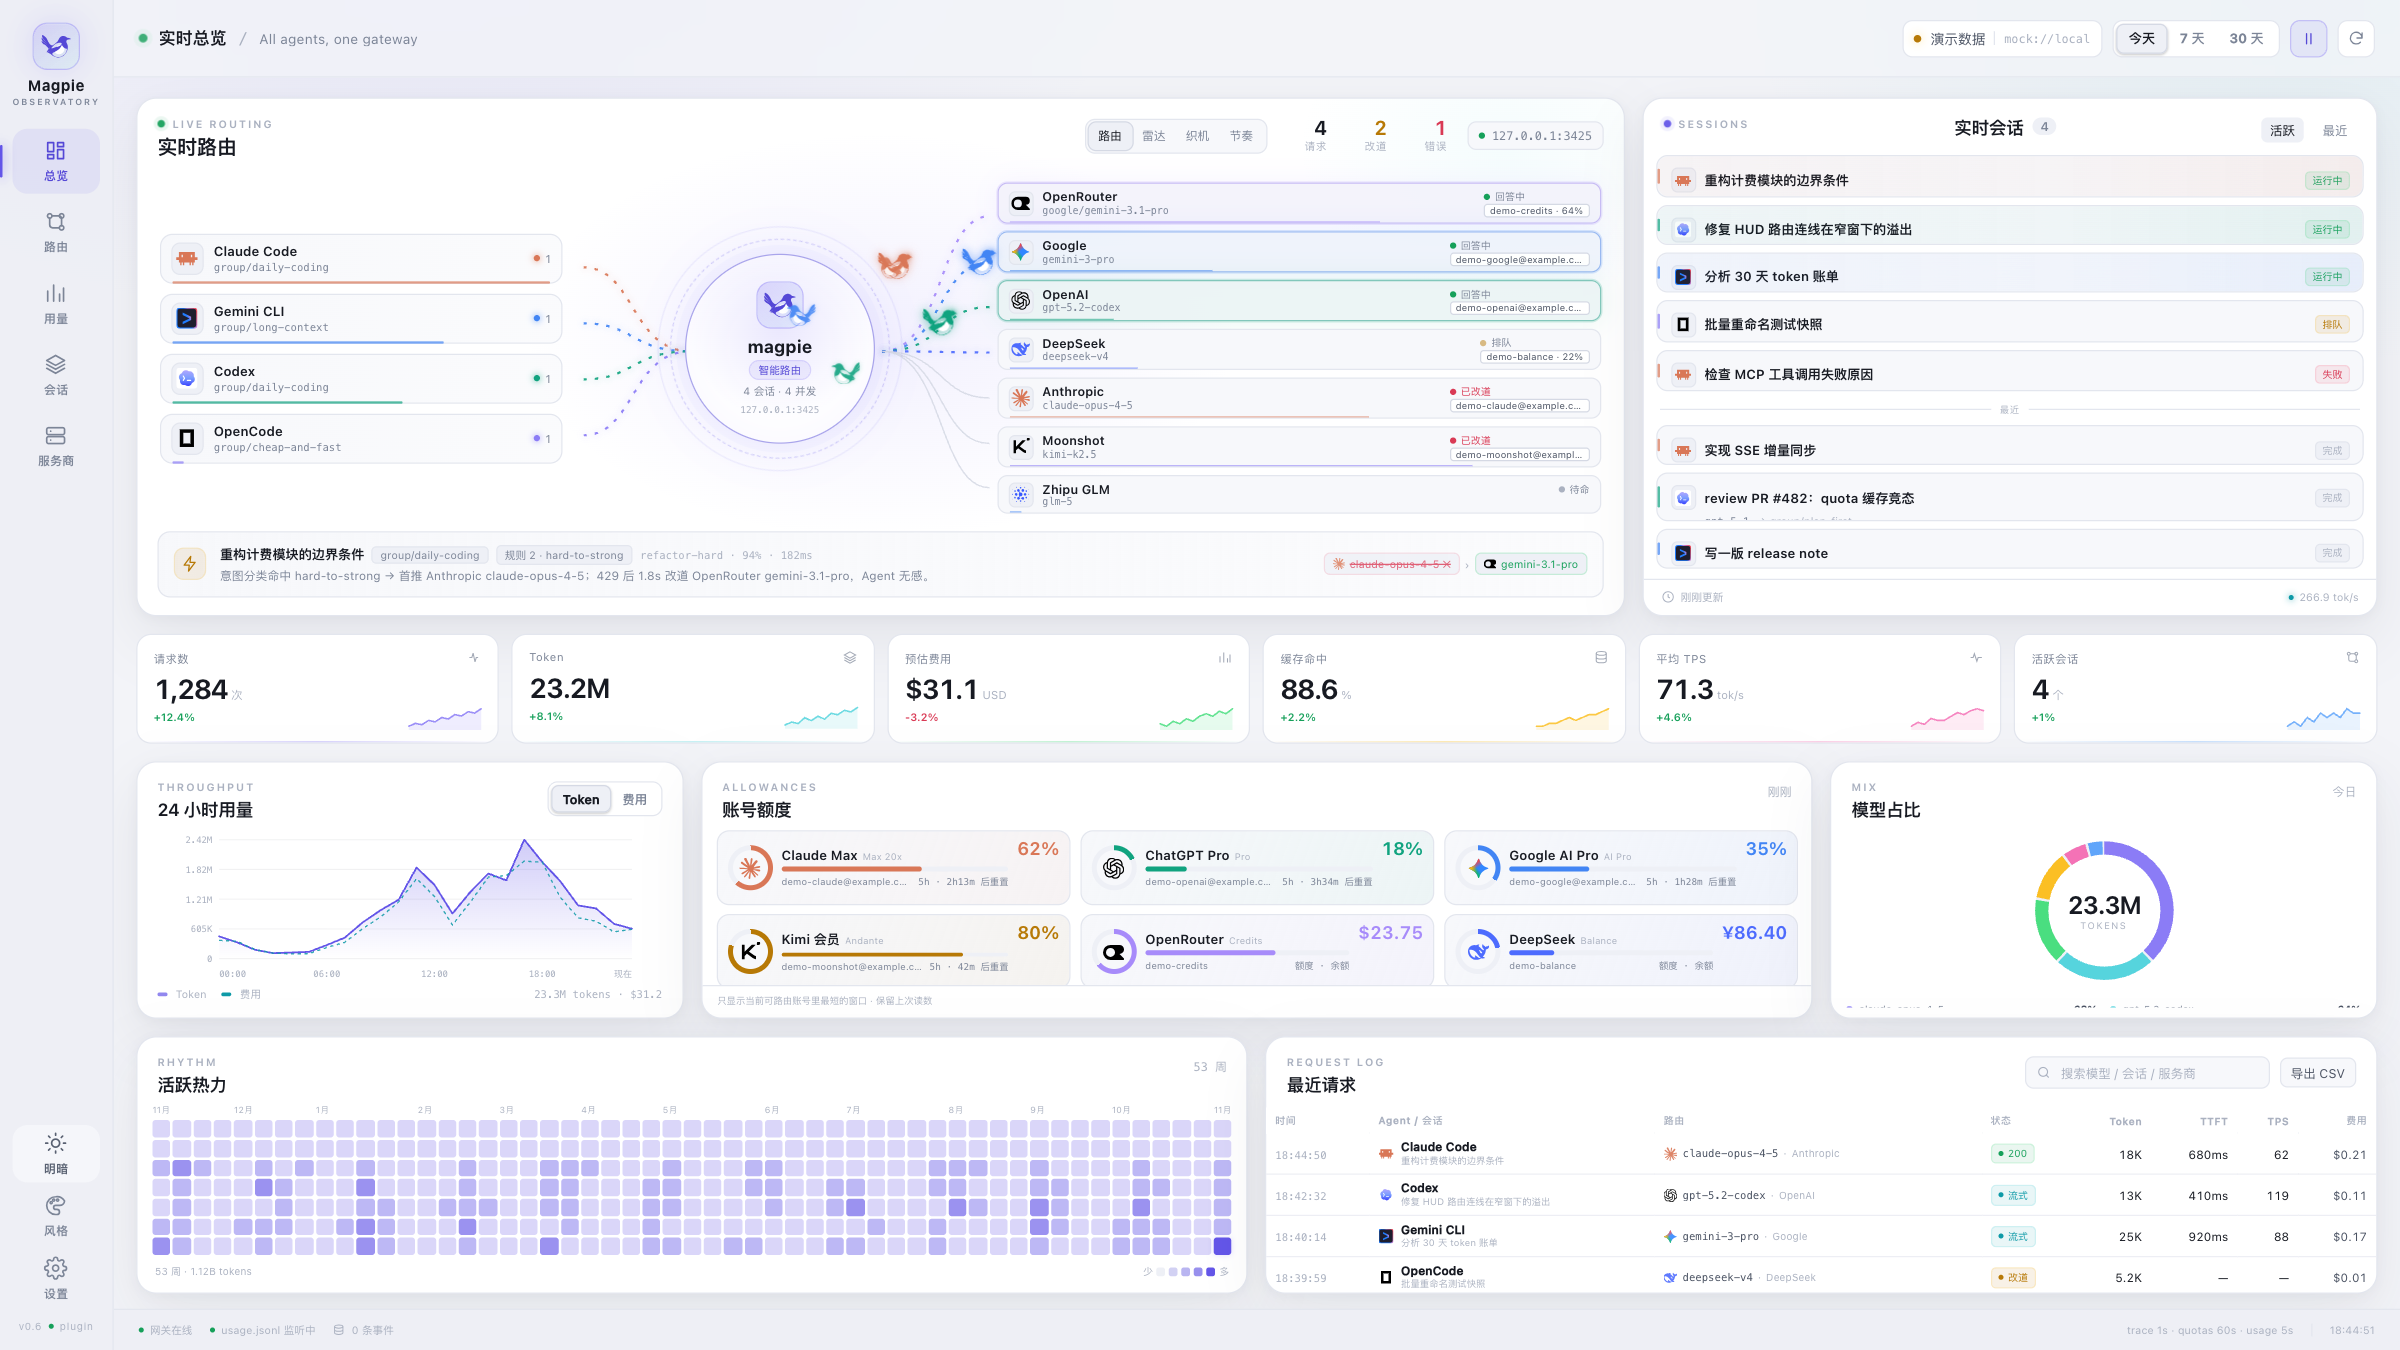 Magpie
OBSERVATORY
总览
路由
用量
会话
服务商
明暗
风格
设置
v0.6 plugin
实时总览 / All agents, one gateway
演示数据 mock://local
今天 7 天 30 天
LIVE ROUTING
实时路由
路由 雷达 织机 节奏
4 请求
2 改道
1 错误
127.0.0.1:3425
Claude Code 1
group/daily-coding
Gemini CLI 1
group/long-context
Codex 1
group/daily-coding
OpenCode 1
group/cheap-and-fast
magpie
智能路由
4 会话 · 4 并发
127.0.0.1:3425
OpenRouter 回答中
google/gemini-3.1-pro demo-credits · 64%
Google 回答中
gemini-3-pro demo-google@example.c…
OpenAI 回答中
gpt-5.2-codex demo-openai@example.c…
DeepSeek 排队
deepseek-v4 demo-balance · 22%
Anthropic 已改道
claude-opus-4-5 demo-claude@example.c…
Moonshot 已改道
kimi-k2.5 demo-moonshot@exampl…
Zhipu GLM 待命
glm-5
重构计费模块的边界条件 group/daily-coding 规则 2 · hard-to-strong refactor-hard · 94% · 182ms
意图分类命中 hard-to-strong → 首推 Anthropic claude-opus-4-5；429 后 1.8s 改道 OpenRouter gemini-3.1-pro，Agent 无感。
claude-opus-4-5 ✕ › gemini-3.1-pro
SESSIONS
实时会话 4
活跃 最近
重构计费模块的边界条件 运行中
修复 HUD 路由连线在窄窗下的溢出 运行中
分析 30 天 token 账单 运行中
批量重命名测试快照 排队
检查 MCP 工具调用失败原因 失败
最近
实现 SSE 增量同步 完成
review PR #482：quota 缓存竞态 完成
写一版 release note 完成
刚刚更新 266.9 tok/s
请求数
1,284 次
+12.4%
Token
23.2M
+8.1%
预估费用
$31.1 USD
-3.2%
缓存命中
88.6 %
+2.2%
平均 TPS
71.3 tok/s
+4.6%
活跃会话
4 个
+1%
THROUGHPUT
24 小时用量
Token 费用
2.42M
1.82M
1.21M
605K
0
00:00 06:00 12:00 18:00 现在
Token 费用 23.3M tokens · $31.2
ALLOWANCES
账号额度 刚刚
Claude Max Max 20x 62%
demo-claude@example.c… 5h · 2h13m 后重置
ChatGPT Pro Pro 18%
demo-openai@example.c… 5h · 3h34m 后重置
Google AI Pro AI Pro 35%
demo-google@example.c… 5h · 1h28m 后重置
Kimi 会员 Andante 80%
demo-moonshot@example.c… 5h · 42m 后重置
OpenRouter Credits $23.75
demo-credits 额度 · 余额
DeepSeek Balance ¥86.40
demo-balance 额度 · 余额
只显示当前可路由账号里最短的窗口 · 保留上次读数
MIX
模型占比 今日
23.3M
TOKENS
RHYTHM
活跃热力 53 周
11月 12月 1月 2月 3月 4月 5月 6月 7月 8月 9月 10月 11月
53 周 · 1.12B tokens 少 多
REQUEST LOG
最近请求
搜索模型 / 会话 / 服务商 导出 CSV
时间 Agent / 会话 路由 状态 Token TTFT TPS 费用
18:44:50 Claude Code claude-opus-4-5 · Anthropic 200 18K 680ms 62 $0.21
重构计费模块的边界条件
18:42:32 Codex gpt-5.2-codex · OpenAI 流式 13K 410ms 119 $0.11
修复 HUD 路由连线在窄窗下的溢出
18:40:14 Gemini CLI gemini-3-pro · Google 流式 25K 920ms 88 $0.17
分析 30 天 token 账单
18:39:59 OpenCode deepseek-v4 · DeepSeek 改道 5.2K — — $0.01
批量重命名测试快照
网关在线 usage.jsonl 监听中 0 条事件
trace 1s · quotas 60s · usage 5s 18:44:51